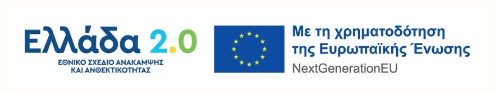 Ελλάδα 2.0
ΕΘΝΙΚΟ ΣΧΕΔΙΟ ΑΝΑΚΑΜΨΗΣ
ΚΑΙ ΑΝΘΕΚΤΙΚΟΤΗΤΑΣ
Με τη χρηματοδότηση
της Ευρωπαϊκής Ένωσης
NextGenerationEU